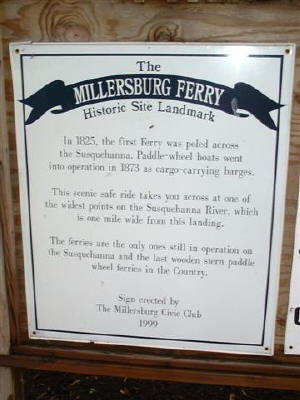 The
MILLERSBURG FERRY
Historic Site Landmark
In 1825, the first Ferry was poled across
the Susquehanna. Paddle-wheel boats went
into operation in 1873 as cargo-carrying barges.
This scenic safe ride takes you across at one of
the widest points on the Susquehanna River, which
is one mile wide from this landing.
The ferries are the only ones still in operation on
the Susquehanna and the last wooden stern paddle
wheel ferries in the Country.
Sign erected by
The Millersburg Civic Club
1999